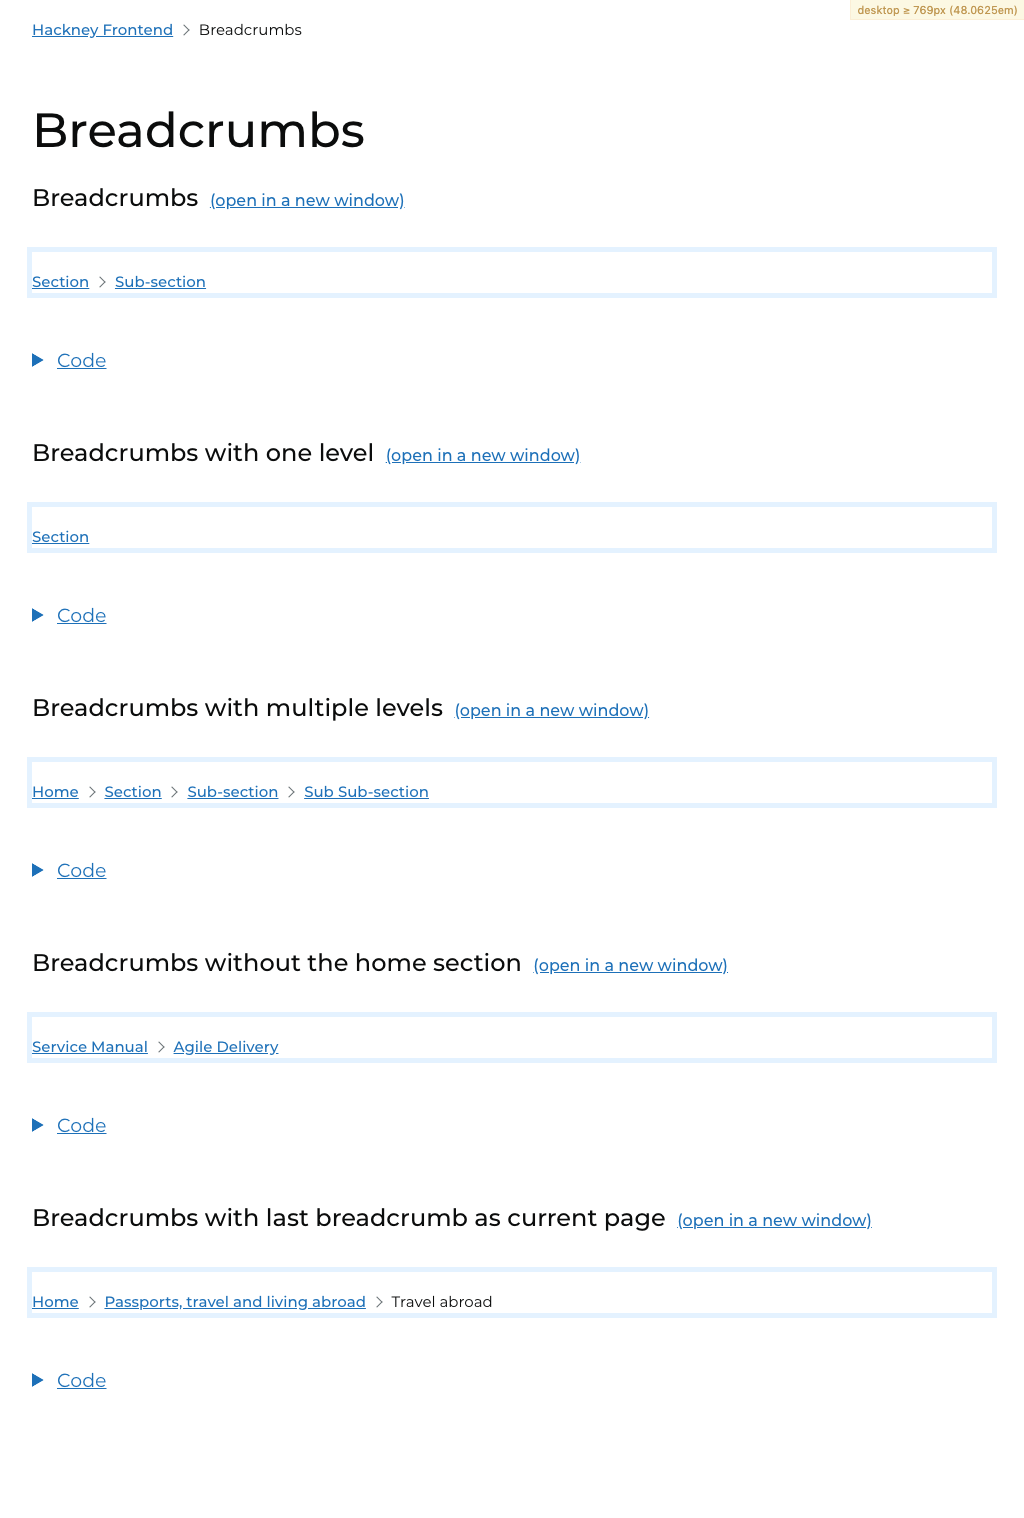 desktop ≥ 769px (48.0625em)
Hackney Frontend > Breadcrumbs
Breadcrumbs
Breadcrumbs (open in a new window)
Section > Sub-section
Code
Breadcrumbs with one level (open in a new window)
Section
Code
Breadcrumbs with multiple levels (open in a new window)
Home > Section > Sub-section > Sub Sub-section
Code
Breadcrumbs without the home section (open in a new window)
Service Manual > Agile Delivery
Code
Breadcrumbs with last breadcrumb as current page (open in a new window)
Home > Passports, travel and living abroad > Travel abroad
Code